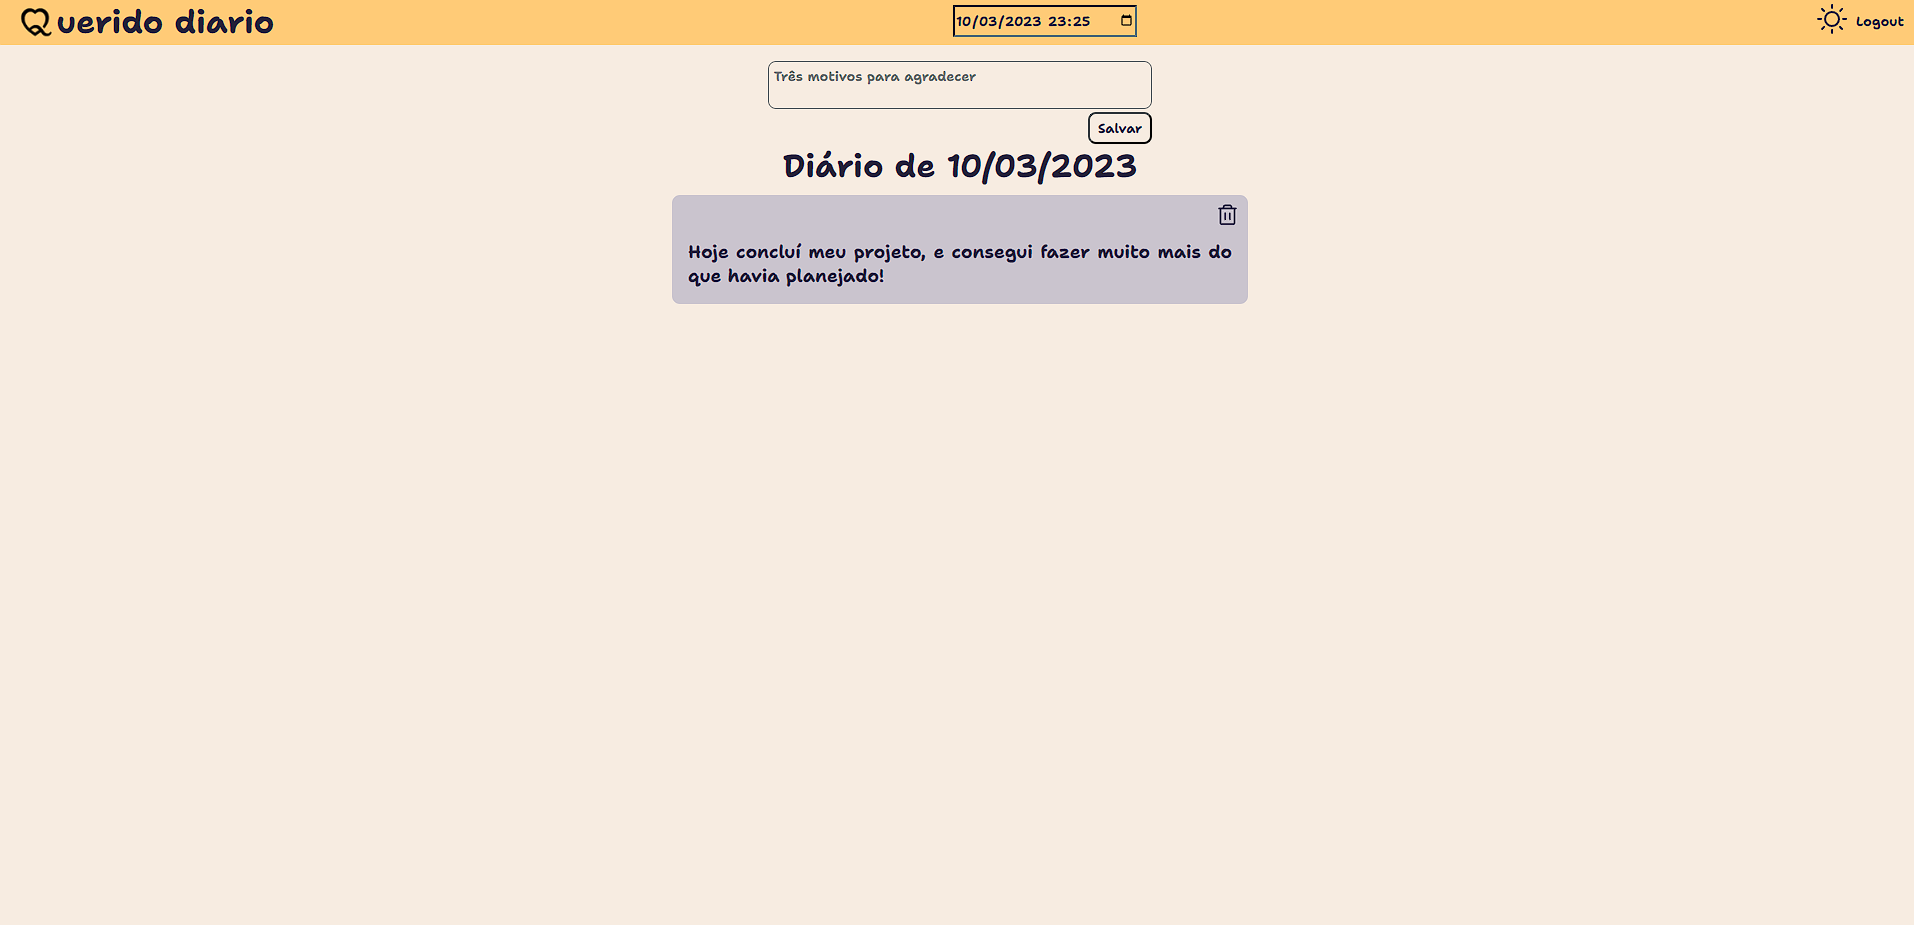 Querido diario
10/03/2023 23:25
Logout
Três motivos para agradecer
Salvar
Diário de 10/03/2023
Hoje concluí meu projeto, e consegui fazer muito mais do
que havia planejado!